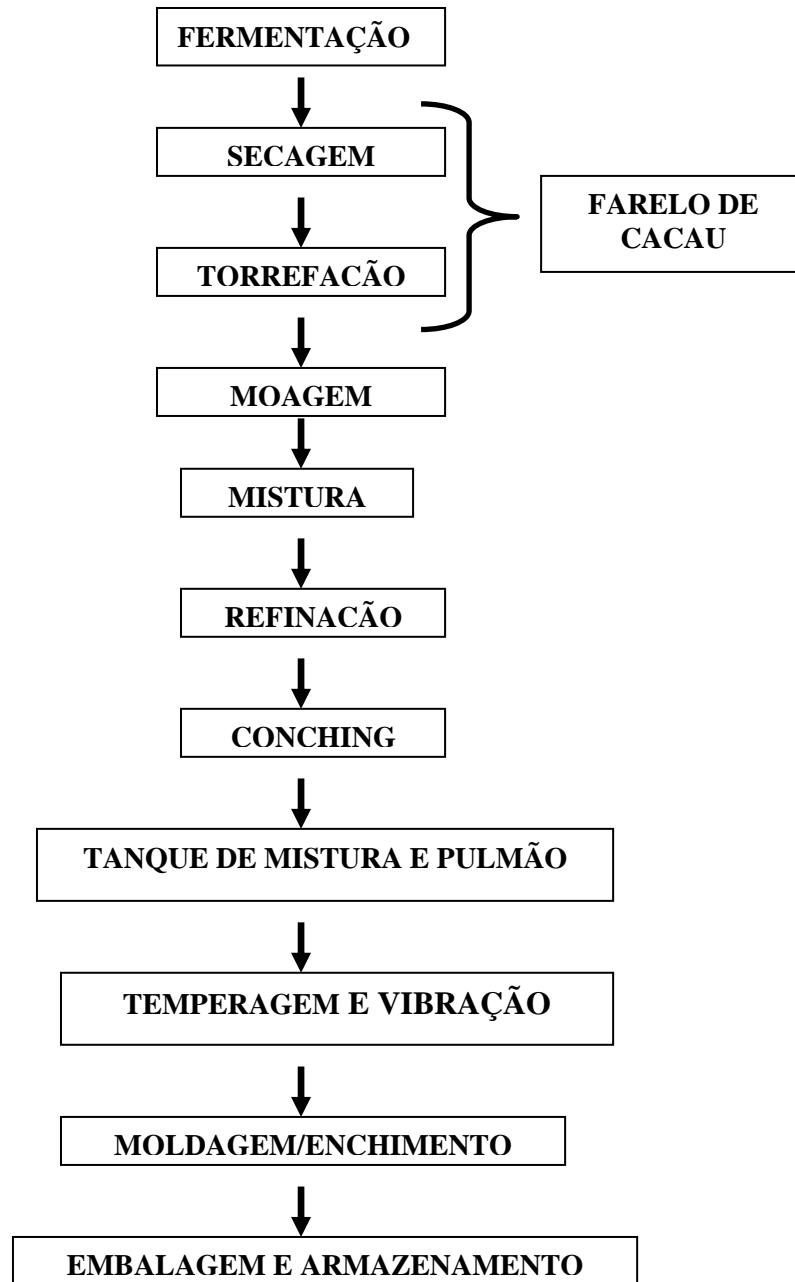 FERMENTAÇÃO
SECAGEM
FARELO DE
CACAU
TORREFACÃO
MOAGEM
MISTURA
REFINACÃO
CONCHING
TANQUE DE MISTURA E PULMÃO
TEMPERAGEM E VIBRAÇÃO
MOLDAGEM/ENCHIMENTO
EMBALAGEM E ARMAZENAMENTO